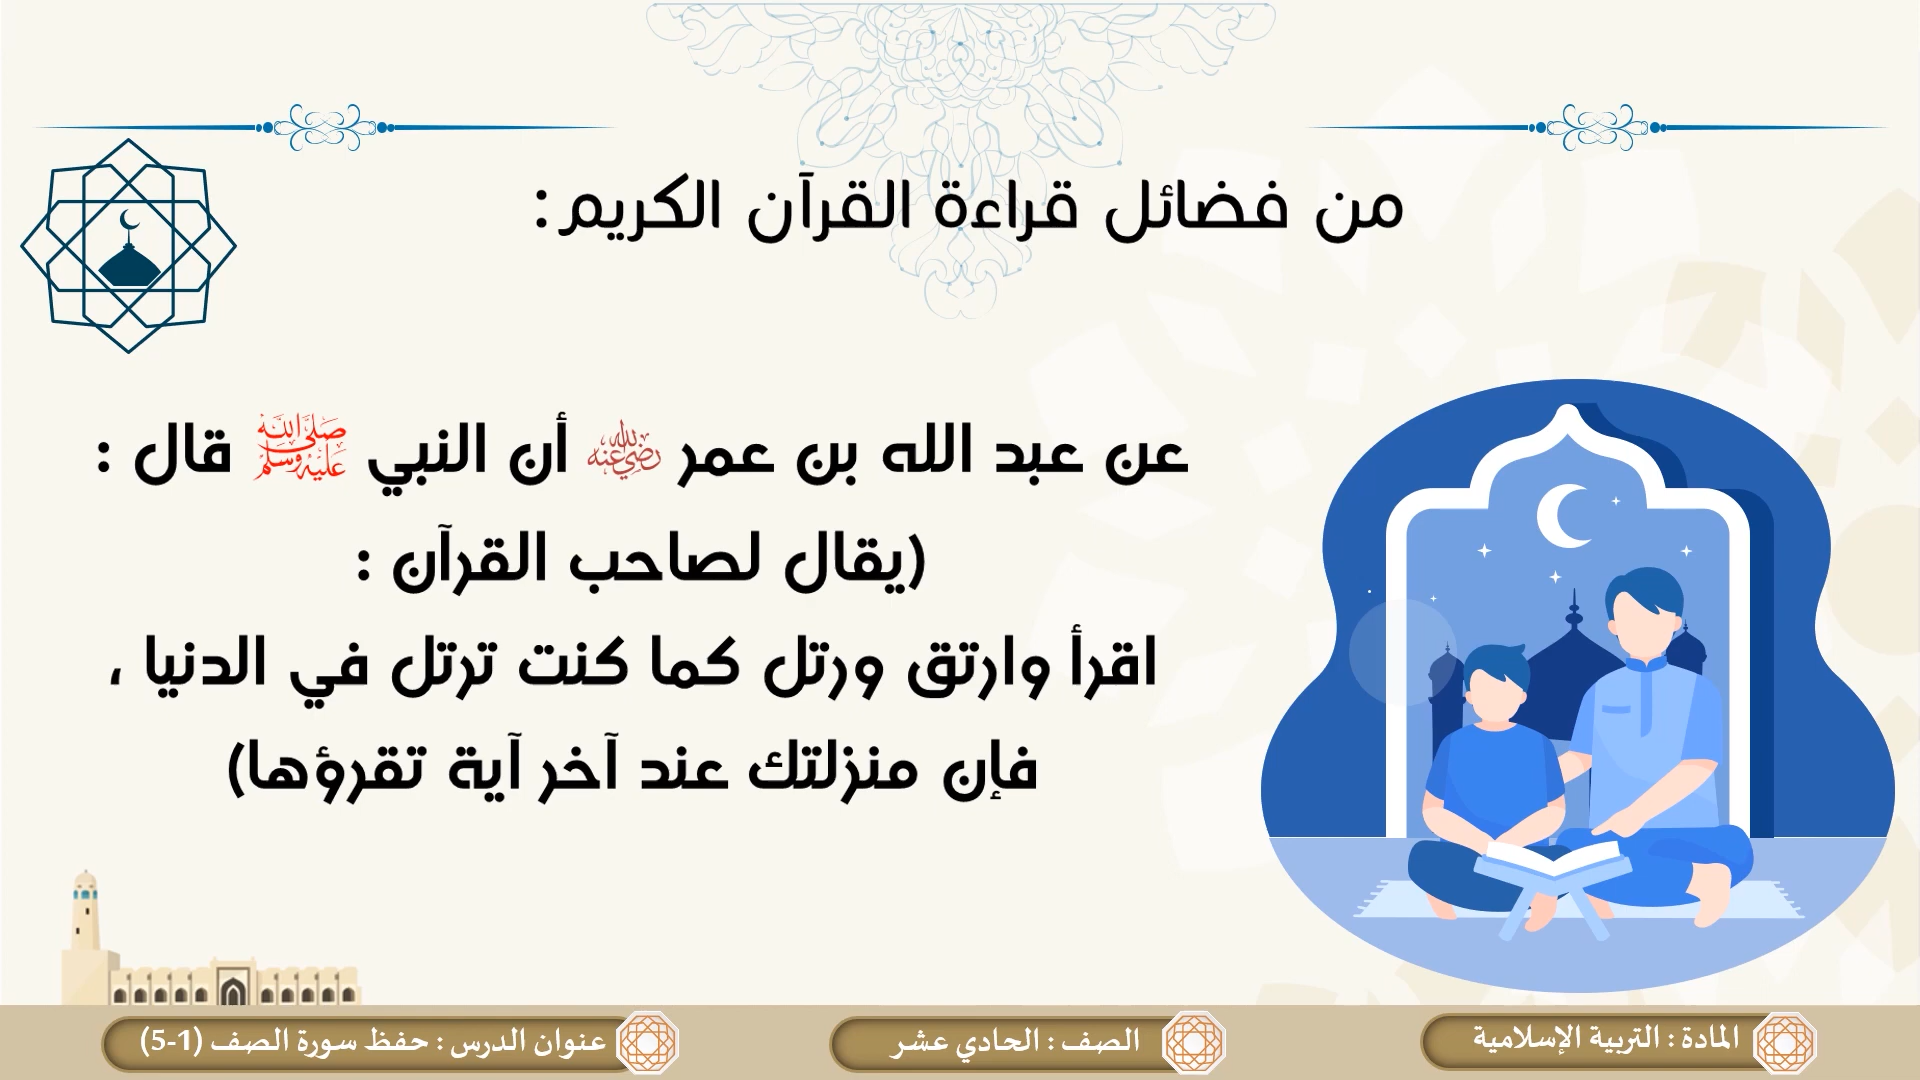 من فضائل قراءة القرآن الكريم:
عن عبد الله بن عمر رضي الله عنه أن النبي صلى الله عليه وسلم قال :
(يقال لصاحب القرآن :
اقرأ وارتق ورتل كما كنت ترتل في الدنيا ،
فإن منزلتك عند آخر آية تقرؤها)
المادة : التربية الإسلامية
الصف : الحادي عشر
عنوان الدرس : حفظ سورة الصف (1-5)